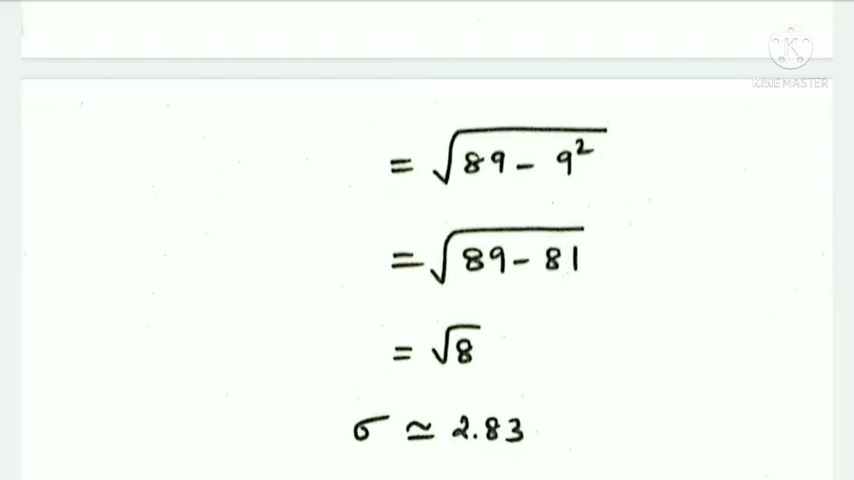 KINEMASTER
= √89 - 9²
= √89 - 81
= √8
σ ≃ 2.83